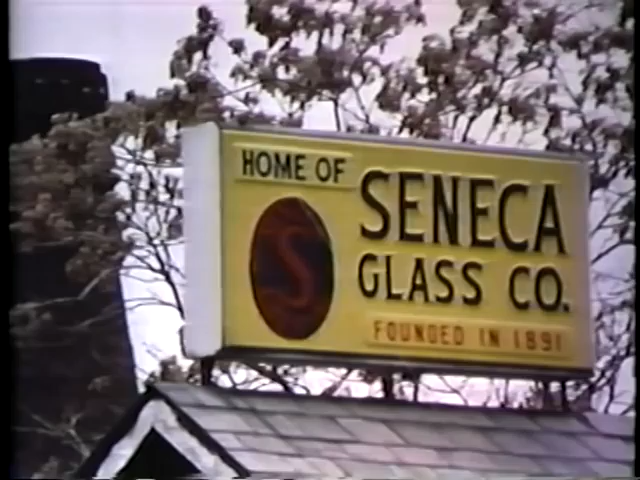 HOME OF
SENECA
GLASS CO.
S
FOUNDED IN 1891